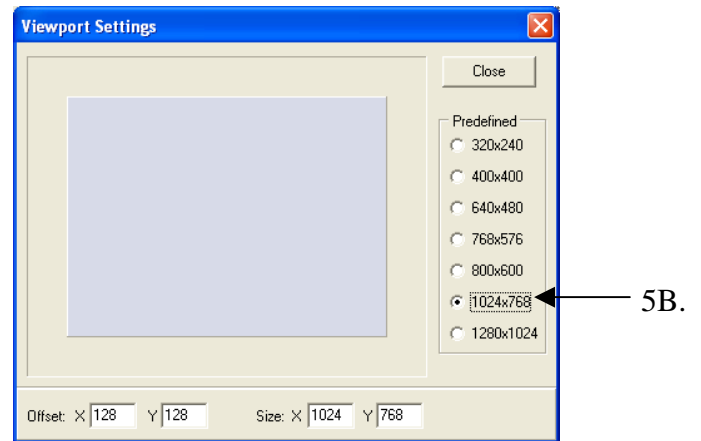 Viewport Settings
Close
Predefined
320x240
400x400
640x480
768x576
800x600
1024x768
5B.
1280x1024
Offset: X 128 Y 128 Size: X 1024 Y 768